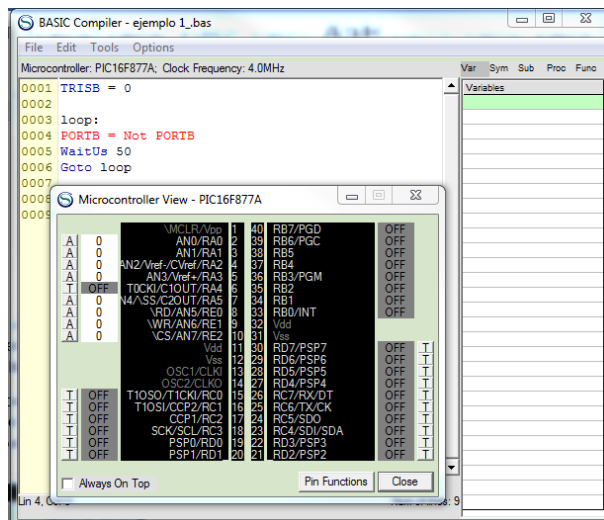 BASIC Compiler - ejemplo 1_.bas
File Edit Tools Options
Microcontroller: PIC16F877A; Clock Frequency: 4.0MHz
Var Sym Sub Proc Func
Variables
0001 TRISB = 0
0002
0003 loop:
0004 PORTB = Not PORTB
0005 WaitUs 50
0006 Goto loop
0007
0008
0009
Microcontroller View - PIC16F877A
\MCLR/Vpp 1 40 RB7/PGD OFF
A 0 AN0/RA0 2 39 RB6/PGC OFF
A 0 AN1/RA1 3 38 RB5 OFF
A 0 AN2/Vref-/CVref/RA2 4 37 RB4 OFF
A 0 AN3/Vref+/RA3 5 36 RB3/PGM OFF
T OFF T0CKI/C1OUT/RA4 6 35 RB2 OFF
A 0 N4/\SS/C2OUT/RA5 7 34 RB1 OFF
A 0 \RD/AN5/RE0 8 33 RB0/INT OFF
A 0 \WR/AN6/RE1 9 32 Vdd
A 0 \CS/AN7/RE2 10 31 Vss
Vdd 11 30 RD7/PSP7 OFF T
Vss 12 29 RD6/PSP6 OFF T
OSC1/CLKI 13 28 RD5/PSP5 OFF T
OSC2/CLKO 14 27 RD4/PSP4 OFF T
T OFF T1OSO/T1CKI/RC0 15 26 RC7/RX/DT OFF T
T OFF T1OSI/CCP2/RC1 16 25 RC6/TX/CK OFF T
T OFF CCP1/RC2 17 24 RC5/SDO OFF T
T OFF SCK/SCL/RC3 18 23 RC4/SDI/SDA OFF T
T OFF PSP0/RD0 19 22 RD3/PSP3 OFF T
T OFF PSP1/RD1 20 21 RD2/PSP2 OFF T
Always On Top
Pin Functions
Close
Lin 4, 9